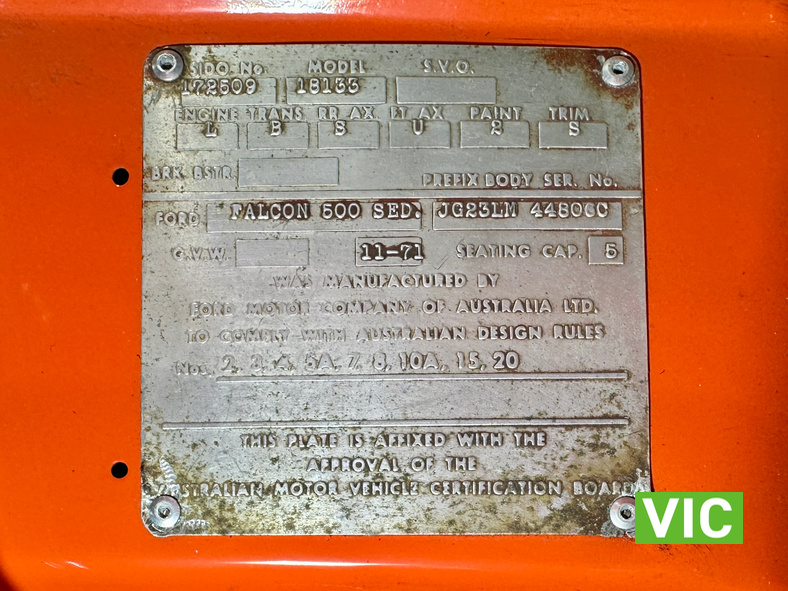 SIDO No. MODEL S.V.O.
172509 18133
ENGINE TRANS. RR AX. FT AX PAINT TRIM
L B S U 2 S
BRK BSTR.
PREFIX BODY SER. No.
FORD FALCON 500 SED. JG23LM 44806C
G.V.W. 11-71 SEATING CAP. 5
WAS MANUFACTURED BY
FORD MOTOR COMPANY OF AUSTRALIA LTD.
TO COMPLY WITH AUSTRALIAN DESIGN RULES
Nos. 2, 3, 4, 5A, 7, 8, 10A, 15, 20
THIS PLATE IS AFFIXED WITH THE
APPROVAL OF THE
AUSTRALIAN MOTOR VEHICLE CERTIFICATION BOARD
VIC